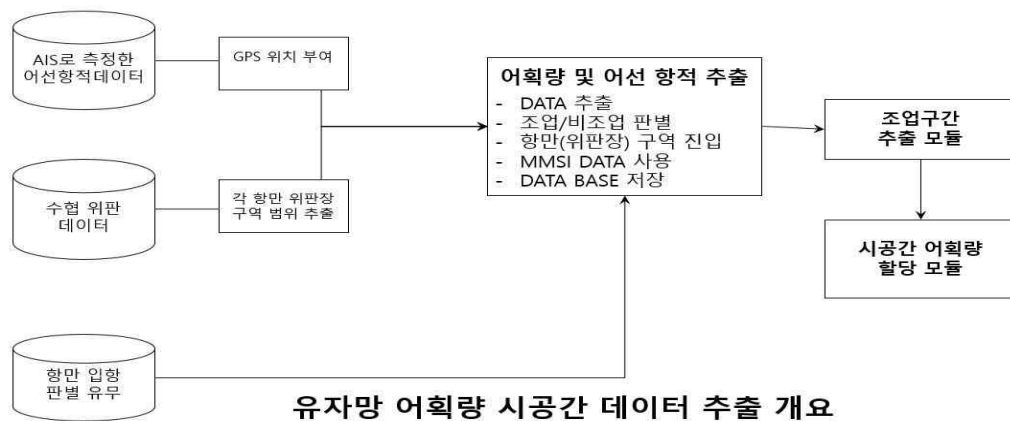 AIS로 측정한
어선항적데이터
GPS 위치 부여
수협 위판
데이터
각 항만 위판장
구역 범위 추출
항만 입항
판별 유무
어획량 및 어선 항적 추출
- DATA 추출
- 조업/비조업 판별
- 항만(위판장) 구역 진입
- MMSI DATA 사용
- DATA BASE 저장
조업구간
추출 모듈
시공간 어획량
할당 모듈
유자망 어획량 시공간 데이터 추출 개요